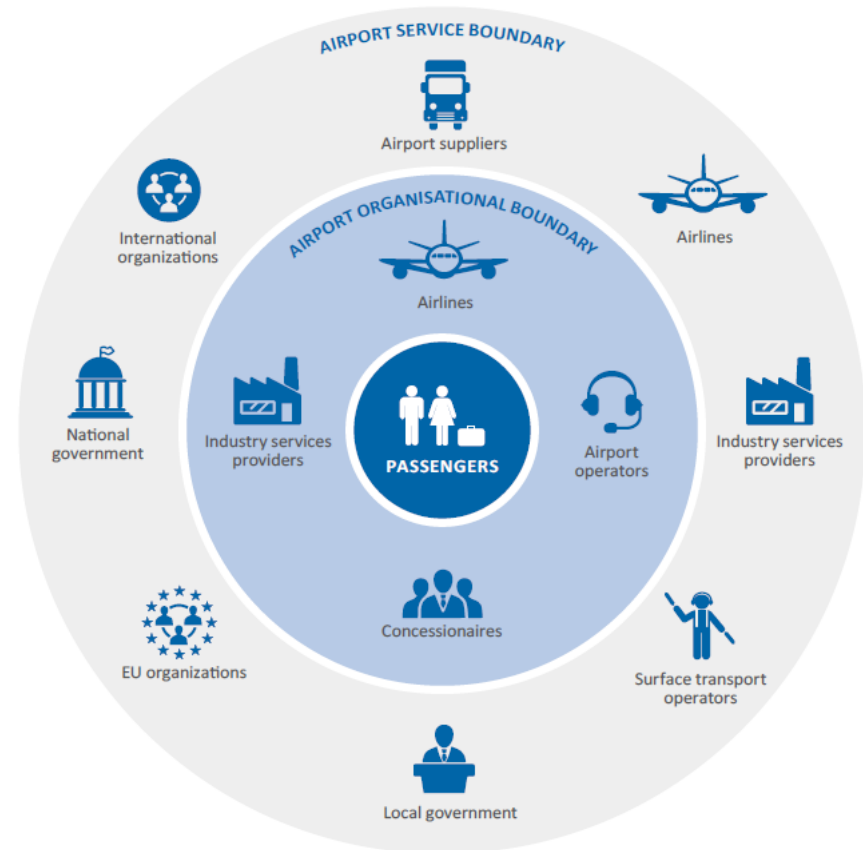 AIRPORT SERVICE BOUNDARY
Airport suppliers
International
organizations
Airlines
AIRPORT ORGANISATIONAL BOUNDARY
Airlines
National
government
Industry services
providers
PASSENGERS
Airport
operators
Industry services
providers
Concessionaires
EU organizations
Surface transport
operators
Local government